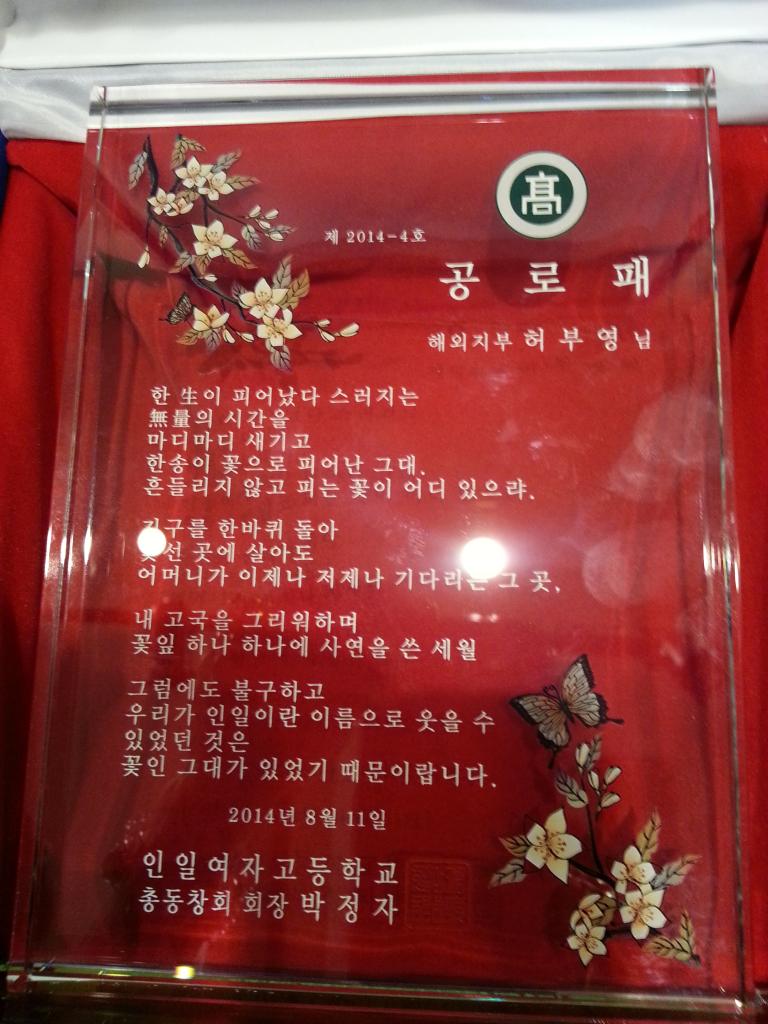 高
제 2014-4호
공 로 패
해외지부 허 부 영 님
한 生이 피어났다 스러지는
無量의 시간을
마디마디 새기고
한송이 꽃으로 피어난 그대.
흔들리지 않고 피는 꽃이 어디 있으랴.
지구를 한바퀴 돌아
낯선 곳에 살아도
어머니가 이제나 저제나 기다리는 그 곳,
내 고국을 그리워하며
꽃잎 하나 하나에 사연을 쓴 세월
그럼에도 불구하고
우리가 인일이란 이름으로 웃을 수
있었던 것은
꽃인 그대가 있었기 때문이랍니다.
2014년 8월 11일
인일여자고등학교
총동창회 회장 박 정 자